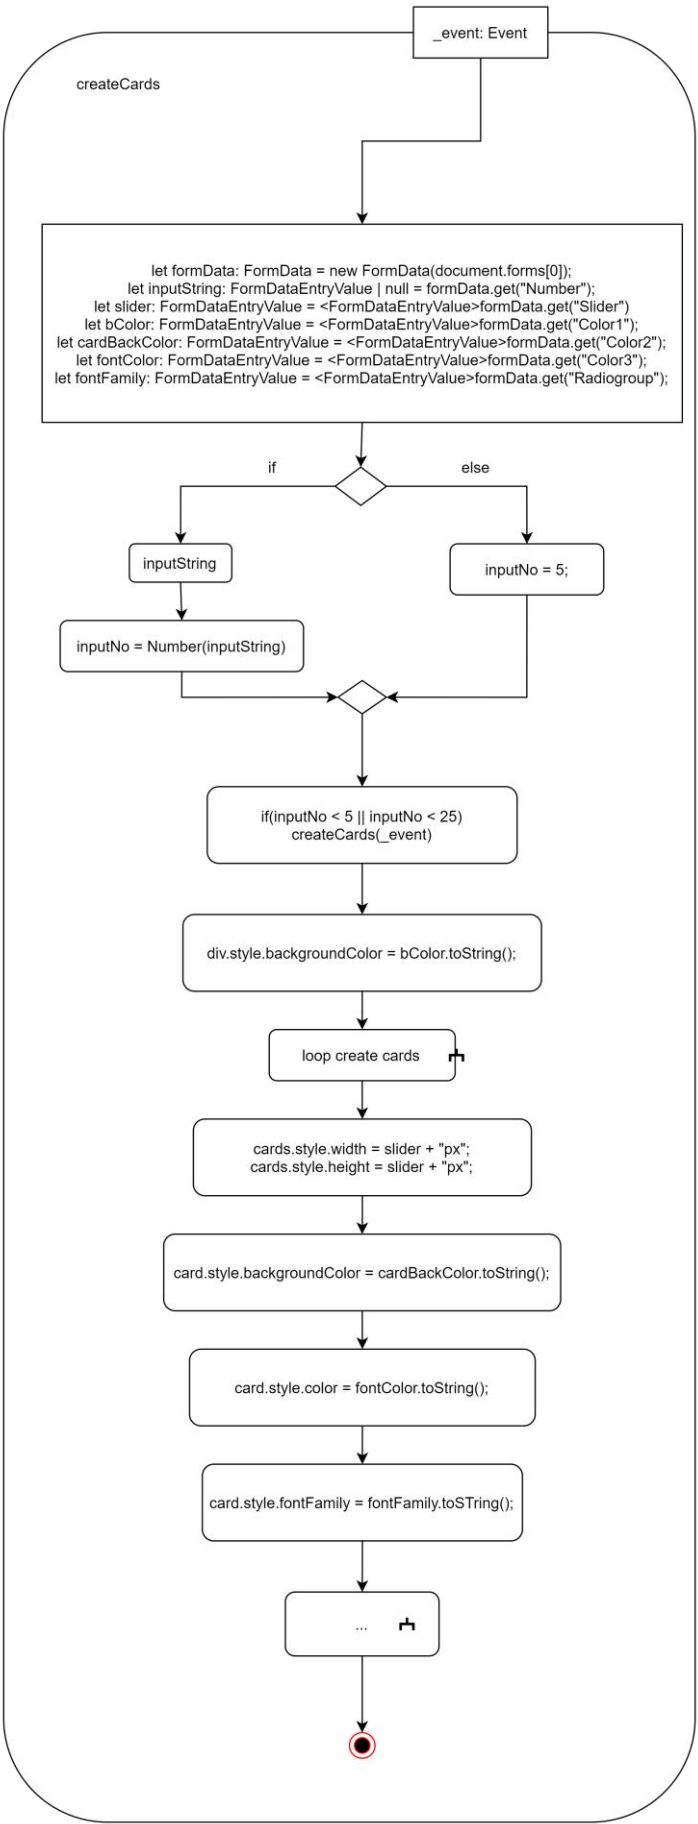 _event: Event
createCards
let formData: FormData = new FormData(document.forms[0]);
let inputString: FormDataEntryValue | null = formData.get("Number");
let slider: FormDataEntryValue = <FormDataEntryValue>formData.get("Slider")
let bColor: FormDataEntryValue = <FormDataEntryValue>formData.get("Color1");
let cardBackColor: FormDataEntryValue = <FormDataEntryValue>formData.get("Color2");
let fontColor: FormDataEntryValue = <FormDataEntryValue>formData.get("Color3");
let fontFamily: FormDataEntryValue = <FormDataEntryValue>formData.get("Radiogroup");
if
else
inputString
inputNo = 5;
inputNo = Number(inputString)
if(inputNo < 5 || inputNo < 25)
createCards(_event)
div.style.backgroundColor = bColor.toString();
loop create cards
cards.style.width = slider + "px";
cards.style.height = slider + "px";
card.style.backgroundColor = cardBackColor.toString();
card.style.color = fontColor.toString();
card.style.fontFamily = fontFamily.toSTring();
...